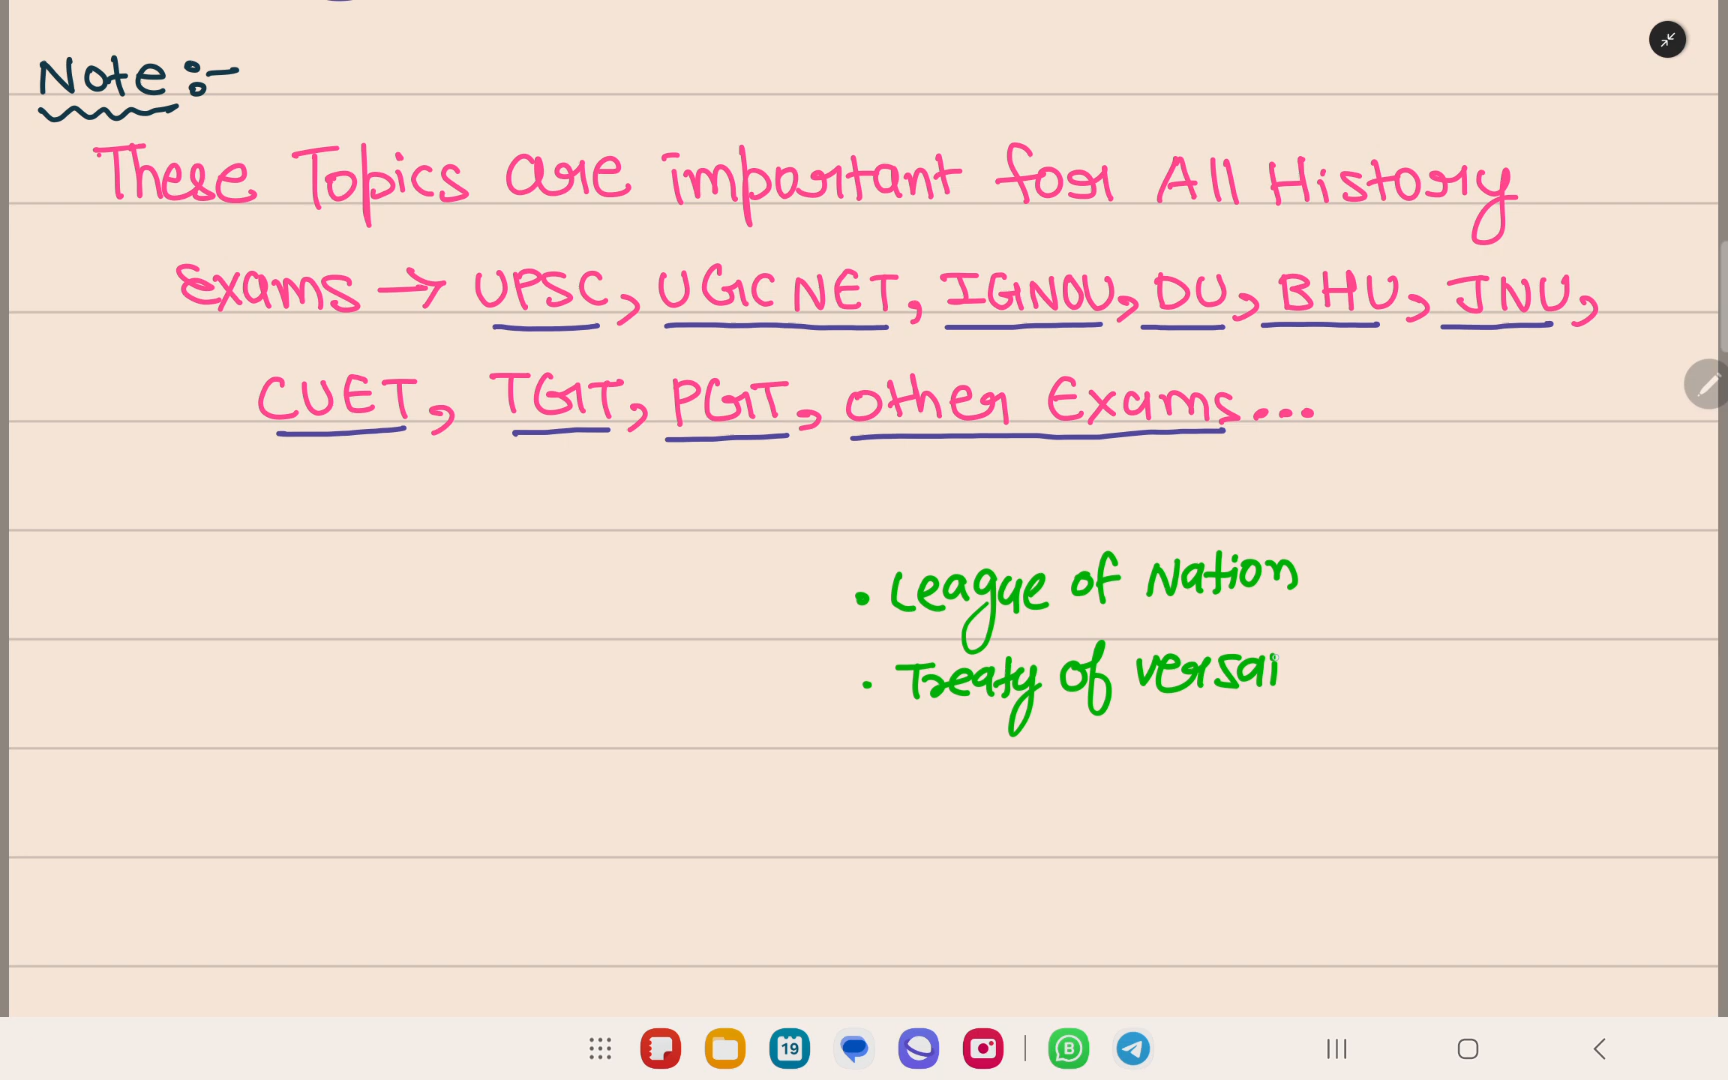 Note :-
These Topics are important for All History
Exams → UPSC, UGC NET, IGNOU, DU, BHU, JNU,
CUET, TGT, PGT, other Exams...
• League of Nation
• Treaty of versai
19
B